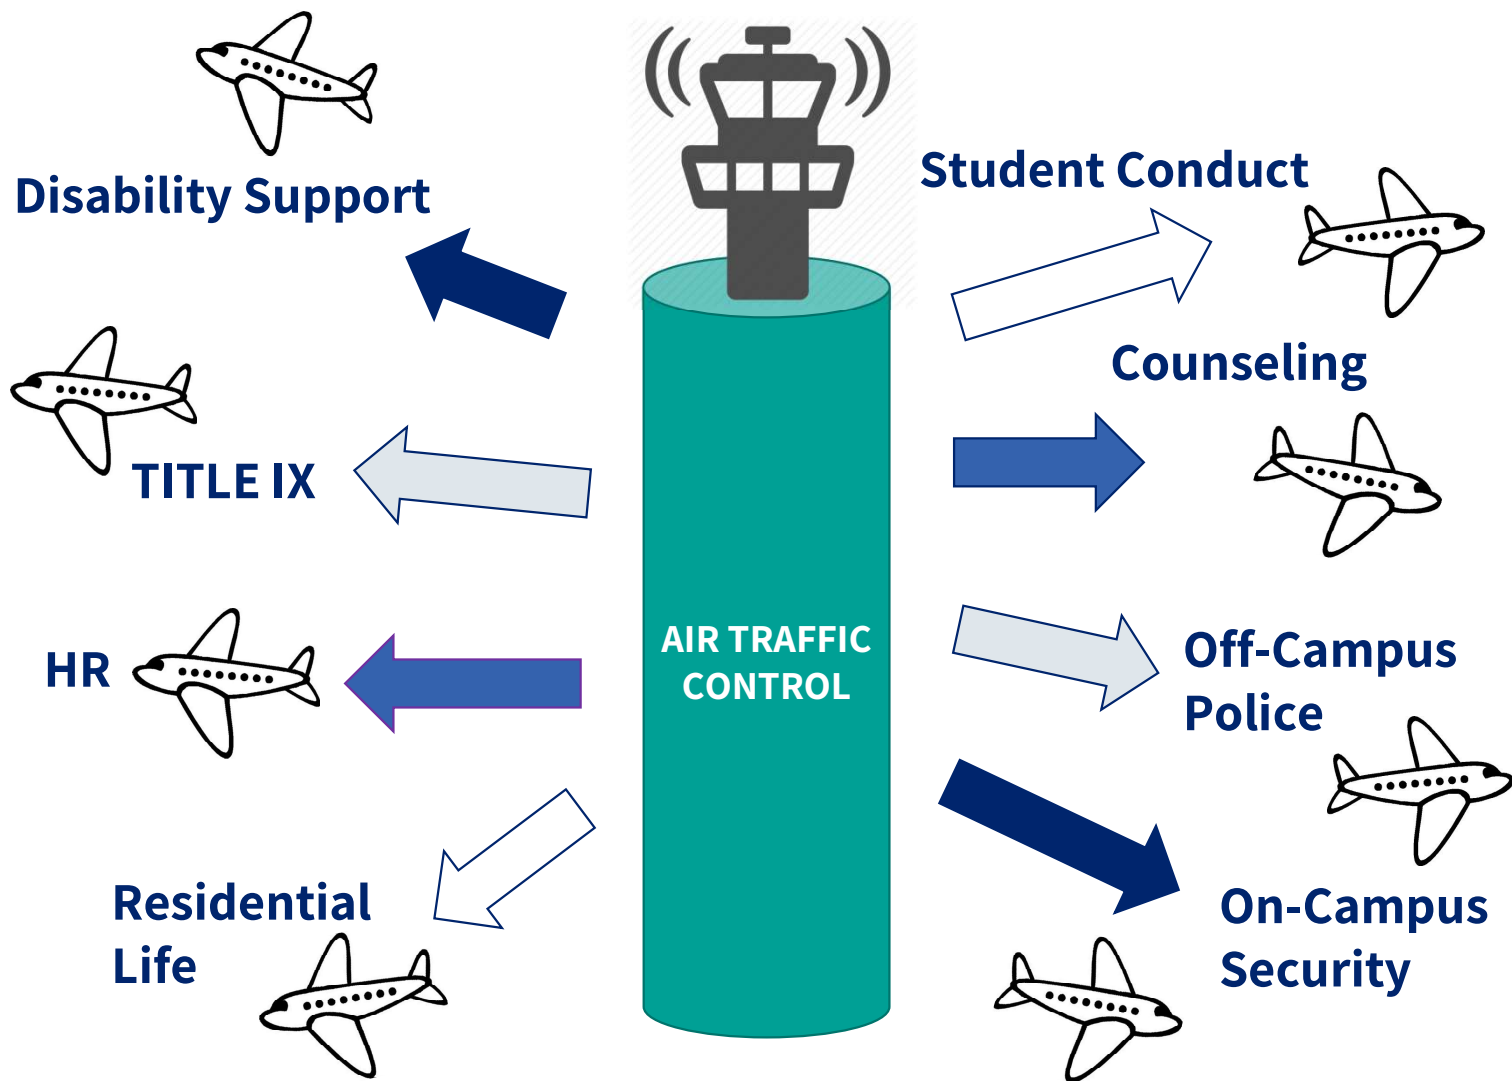 Disability Support
Student Conduct
Counseling
TITLE IX
AIR TRAFFIC
CONTROL
HR
Off-Campus
Police
Residential
Life
On-Campus
Security